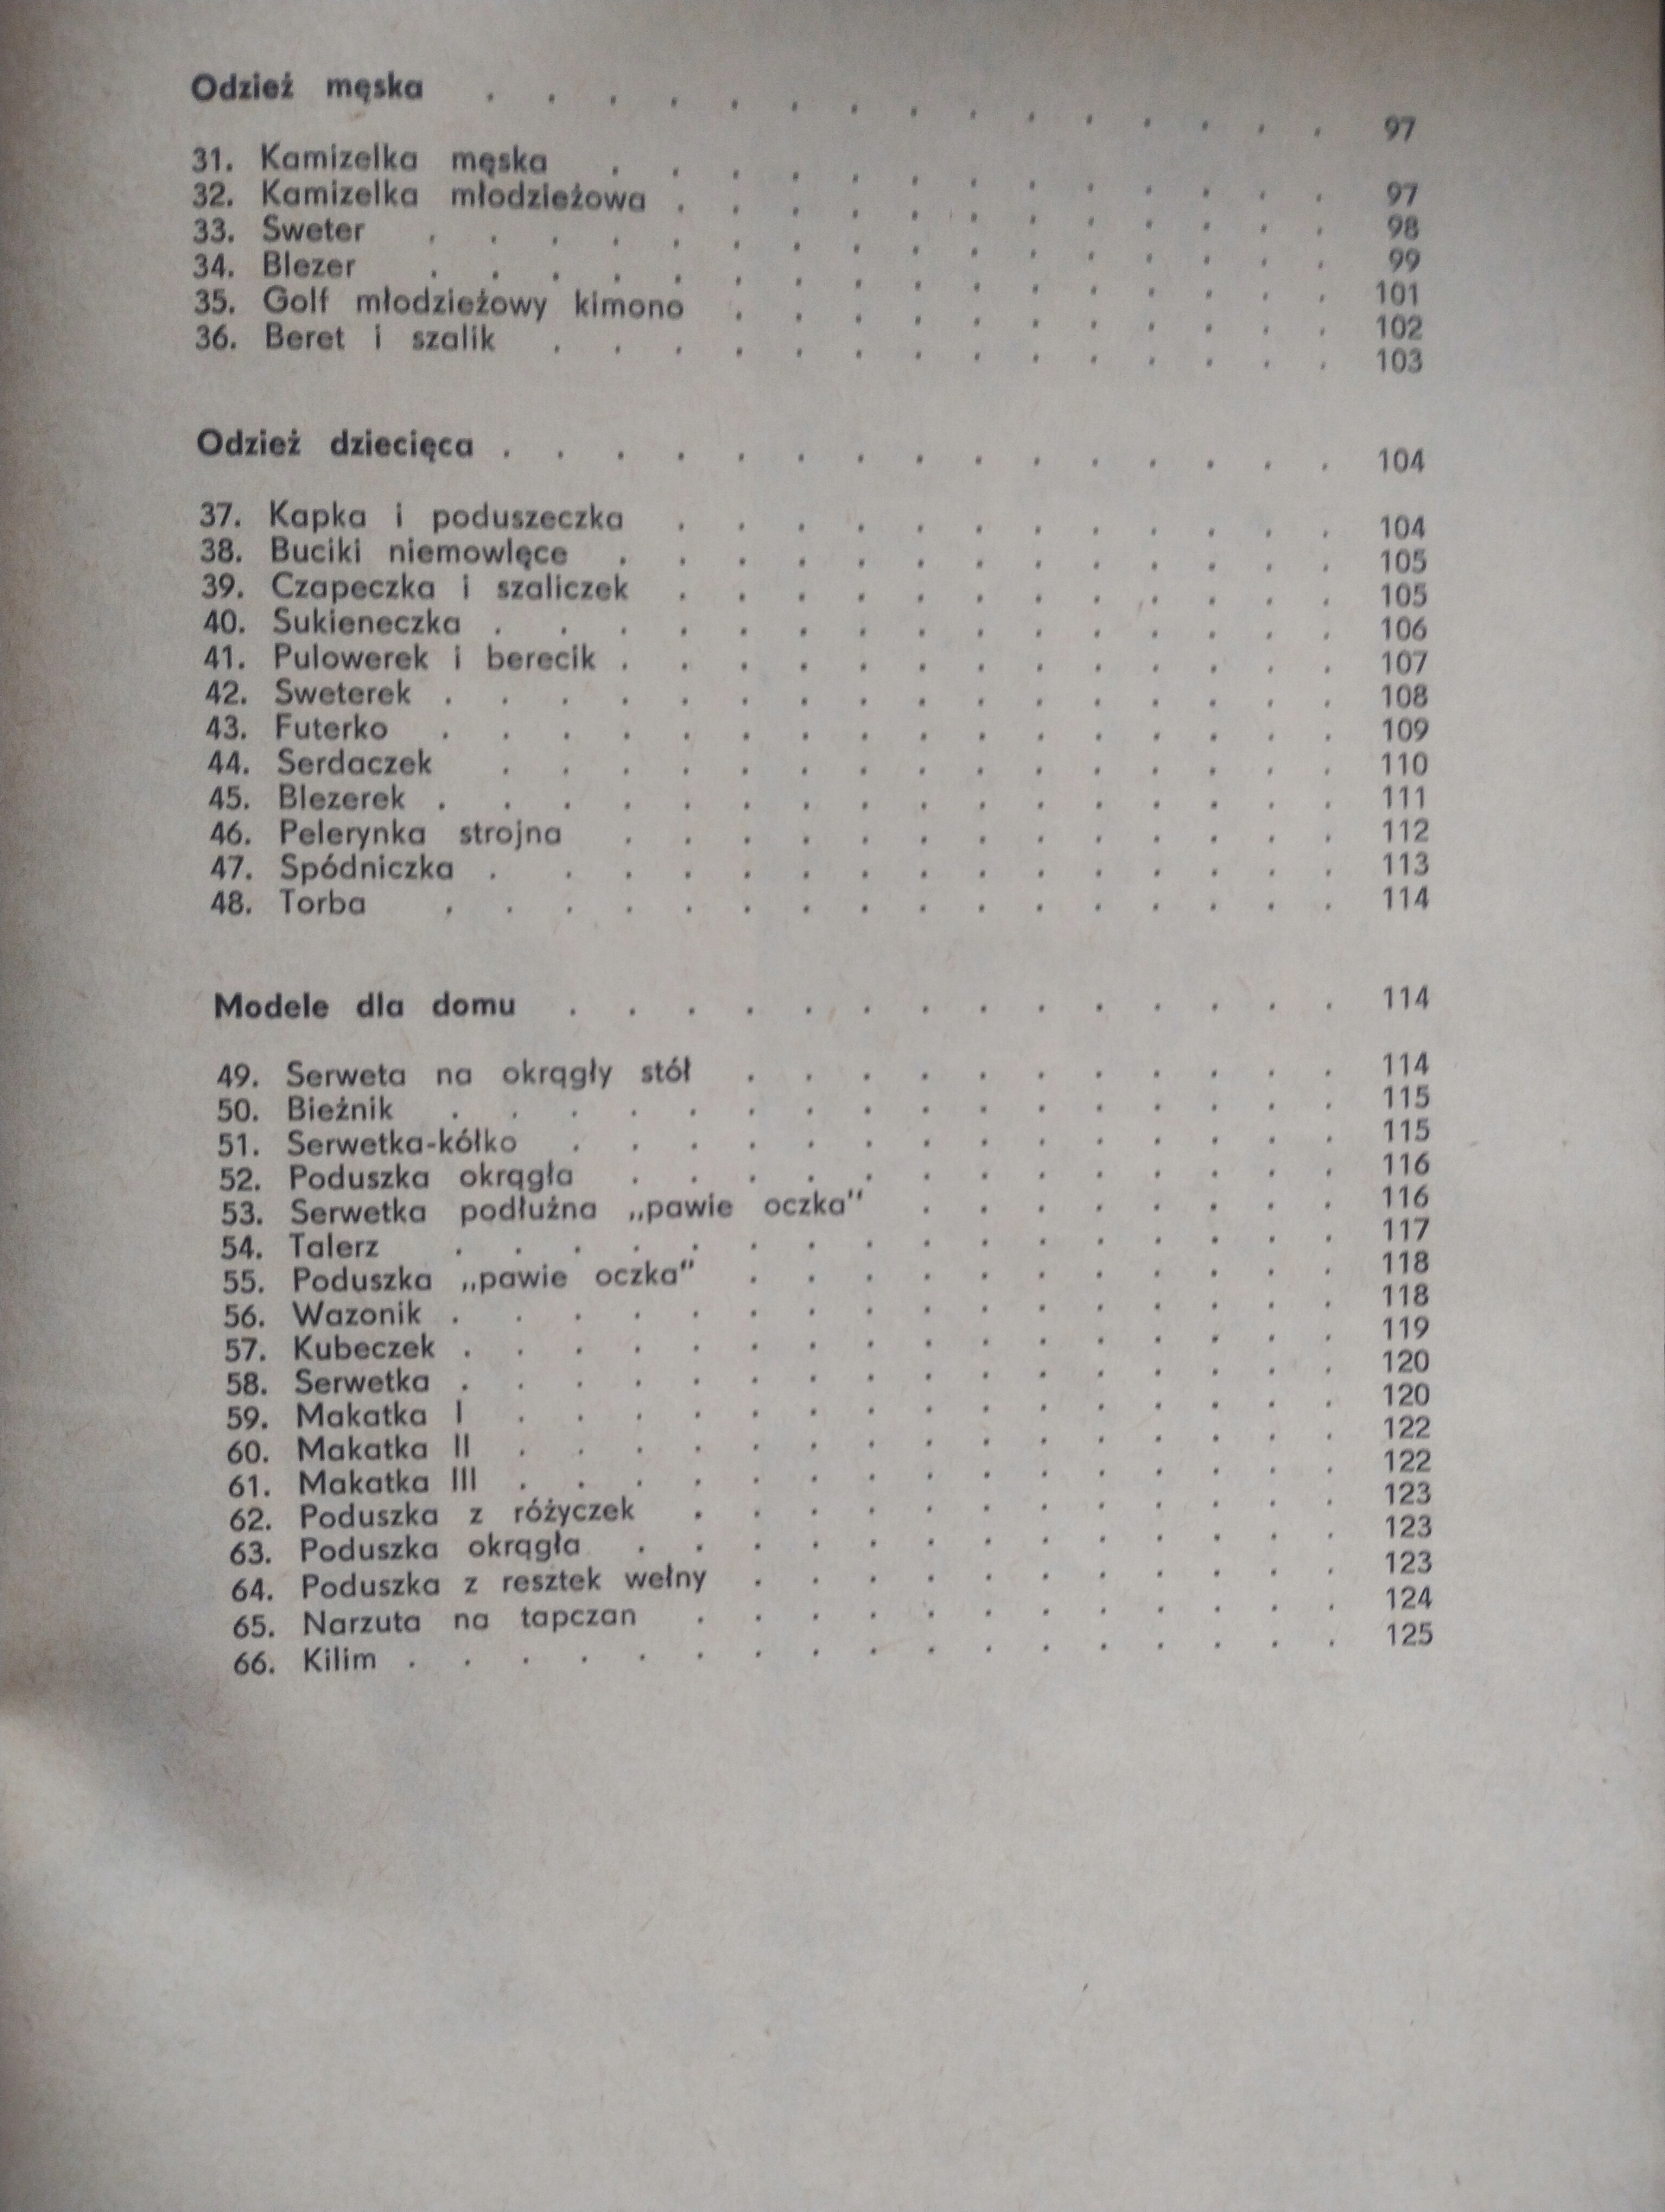 Odzież męska . . . . . . . . . . . . . . . 97
31. Kamizelka męska . . . . . . . . . . . . . 97
32. Kamizelka młodzieżowa . . . . . . . . . . . . 98
33. Sweter . . . . . . . . . . . . . . . . 99
34. Blezer . . . . . . . . . . . . . . . . 101
35. Golf młodzieżowy kimono . . . . . . . . . . . 102
36. Beret i szalik . . . . . . . . . . . . . . 103
Odzież dziecięca . . . . . . . . . . . . . . . 104
37. Kapka i poduszeczka . . . . . . . . . . . . 104
38. Buciki niemowlęce . . . . . . . . . . . . . 105
39. Czapeczka i szaliczek . . . . . . . . . . . . 105
40. Sukieneczka . . . . . . . . . . . . . . . 106
41. Pulowerek i berecik . . . . . . . . . . . . . 107
42. Sweterek . . . . . . . . . . . . . . . . 108
43. Futerko . . . . . . . . . . . . . . . . 109
44. Serdaczek . . . . . . . . . . . . . . . 110
45. Blezerek . . . . . . . . . . . . . . . . 111
46. Pelerynka strojna . . . . . . . . . . . . . 112
47. Spódniczka . . . . . . . . . . . . . . . 113
48. Torba . . . . . . . . . . . . . . . . 114
Modele dla domu . . . . . . . . . . . . . . 114
49. Serweta na okrągły stół . . . . . . . . . . . 114
50. Bieżnik . . . . . . . . . . . . . . . . 115
51. Serwetka-kółko . . . . . . . . . . . . . . 115
52. Poduszka okrągła . . . . . . . . . . . . . 116
53. Serwetka podłużna „pawie oczka" . . . . . . . . 116
54. Talerz . . . . . . . . . . . . . . . . 117
55. Poduszka „pawie oczka" . . . . . . . . . . . 118
56. Wazonik . . . . . . . . . . . . . . . . 118
57. Kubeczek . . . . . . . . . . . . . . . . 119
58. Serwetka . . . . . . . . . . . . . . . . 120
59. Makatka I . . . . . . . . . . . . . . . 120
60. Makatka II . . . . . . . . . . . . . . . 122
61. Makatka III . . . . . . . . . . . . . . . 122
62. Poduszka z różyczek . . . . . . . . . . . . 123
63. Poduszka okrągła . . . . . . . . . . . . . 123
64. Poduszka z resztek wełny . . . . . . . . . . . 123
65. Narzuta na tapczan . . . . . . . . . . . . 124
66. Kilim . . . . . . . . . . . . . . . . . 125